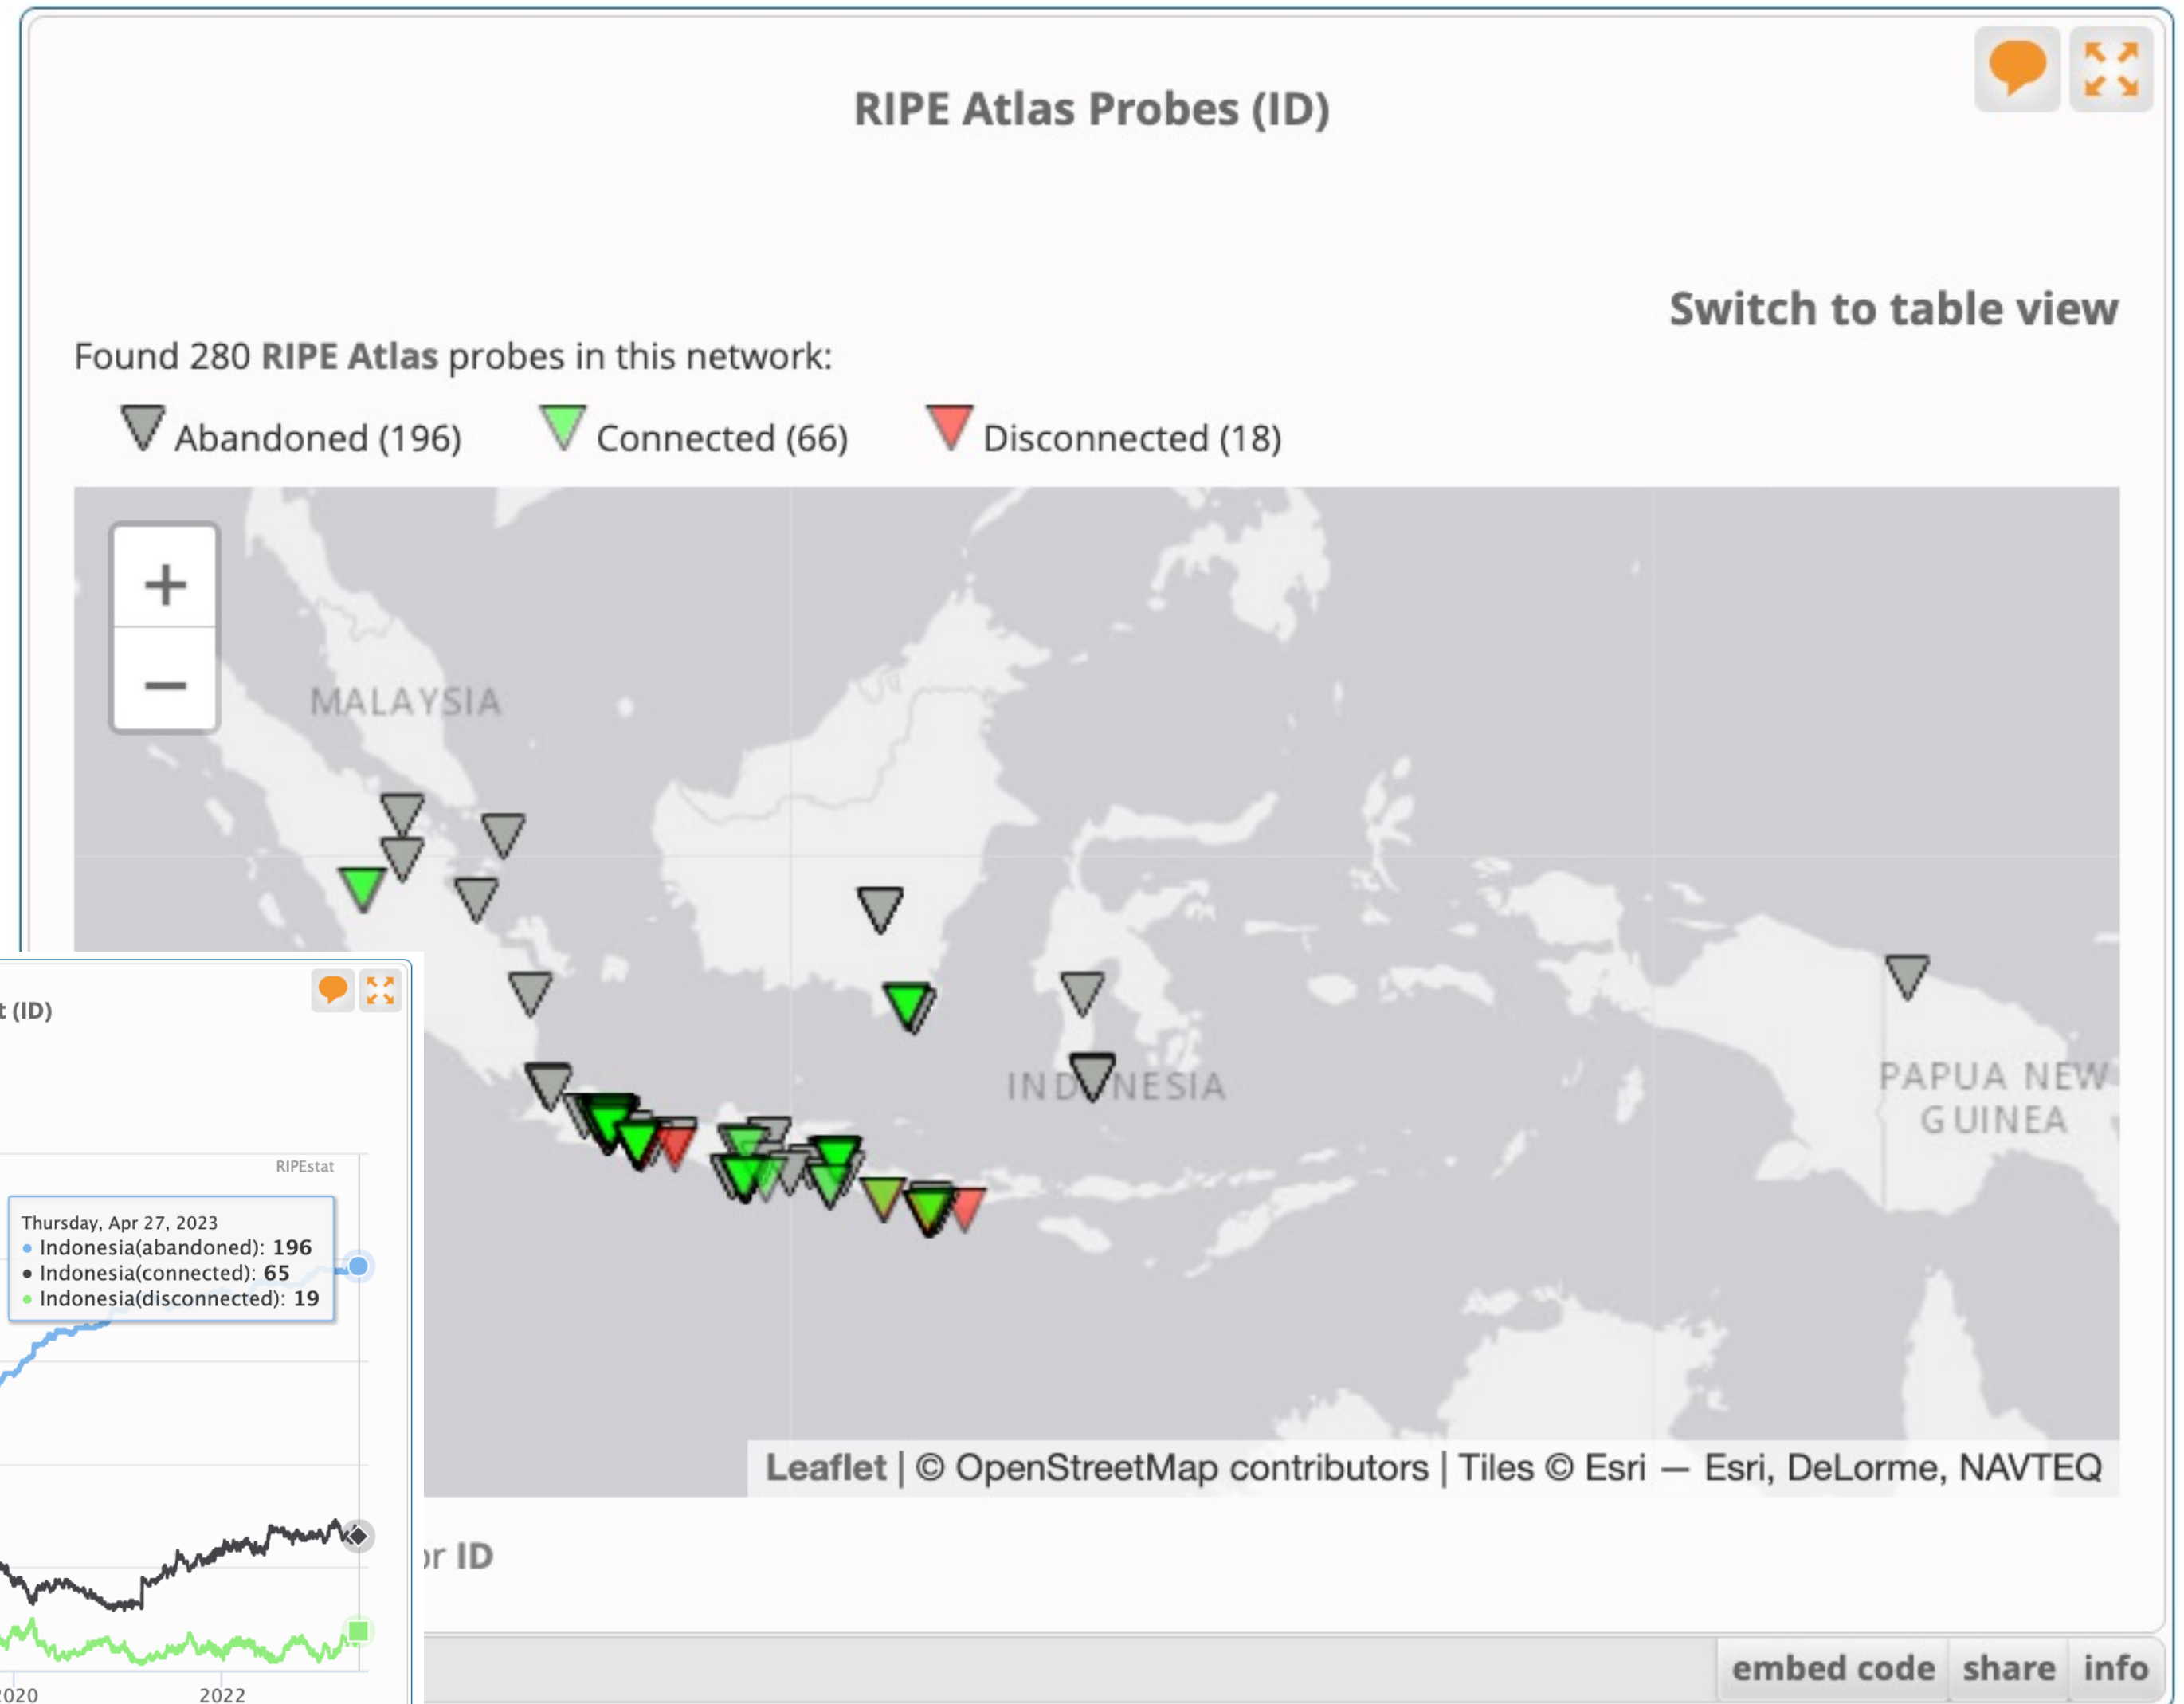 RIPE Atlas Probes (ID)
Switch to table view
Found 280 RIPE Atlas probes in this network:
Abandoned (196) Connected (66) Disconnected (18)
+
−
MALAYSIA
INDONESIA
PAPUA NEW
GUINEA
Leaflet | © OpenStreetMap contributors | Tiles © Esri — Esri, DeLorme, NAVTEQ
t (ID)
RIPEstat
Thursday, Apr 27, 2023
Indonesia(abandoned): 196
Indonesia(connected): 65
Indonesia(disconnected): 19
2020 2022
or ID
embed code share info